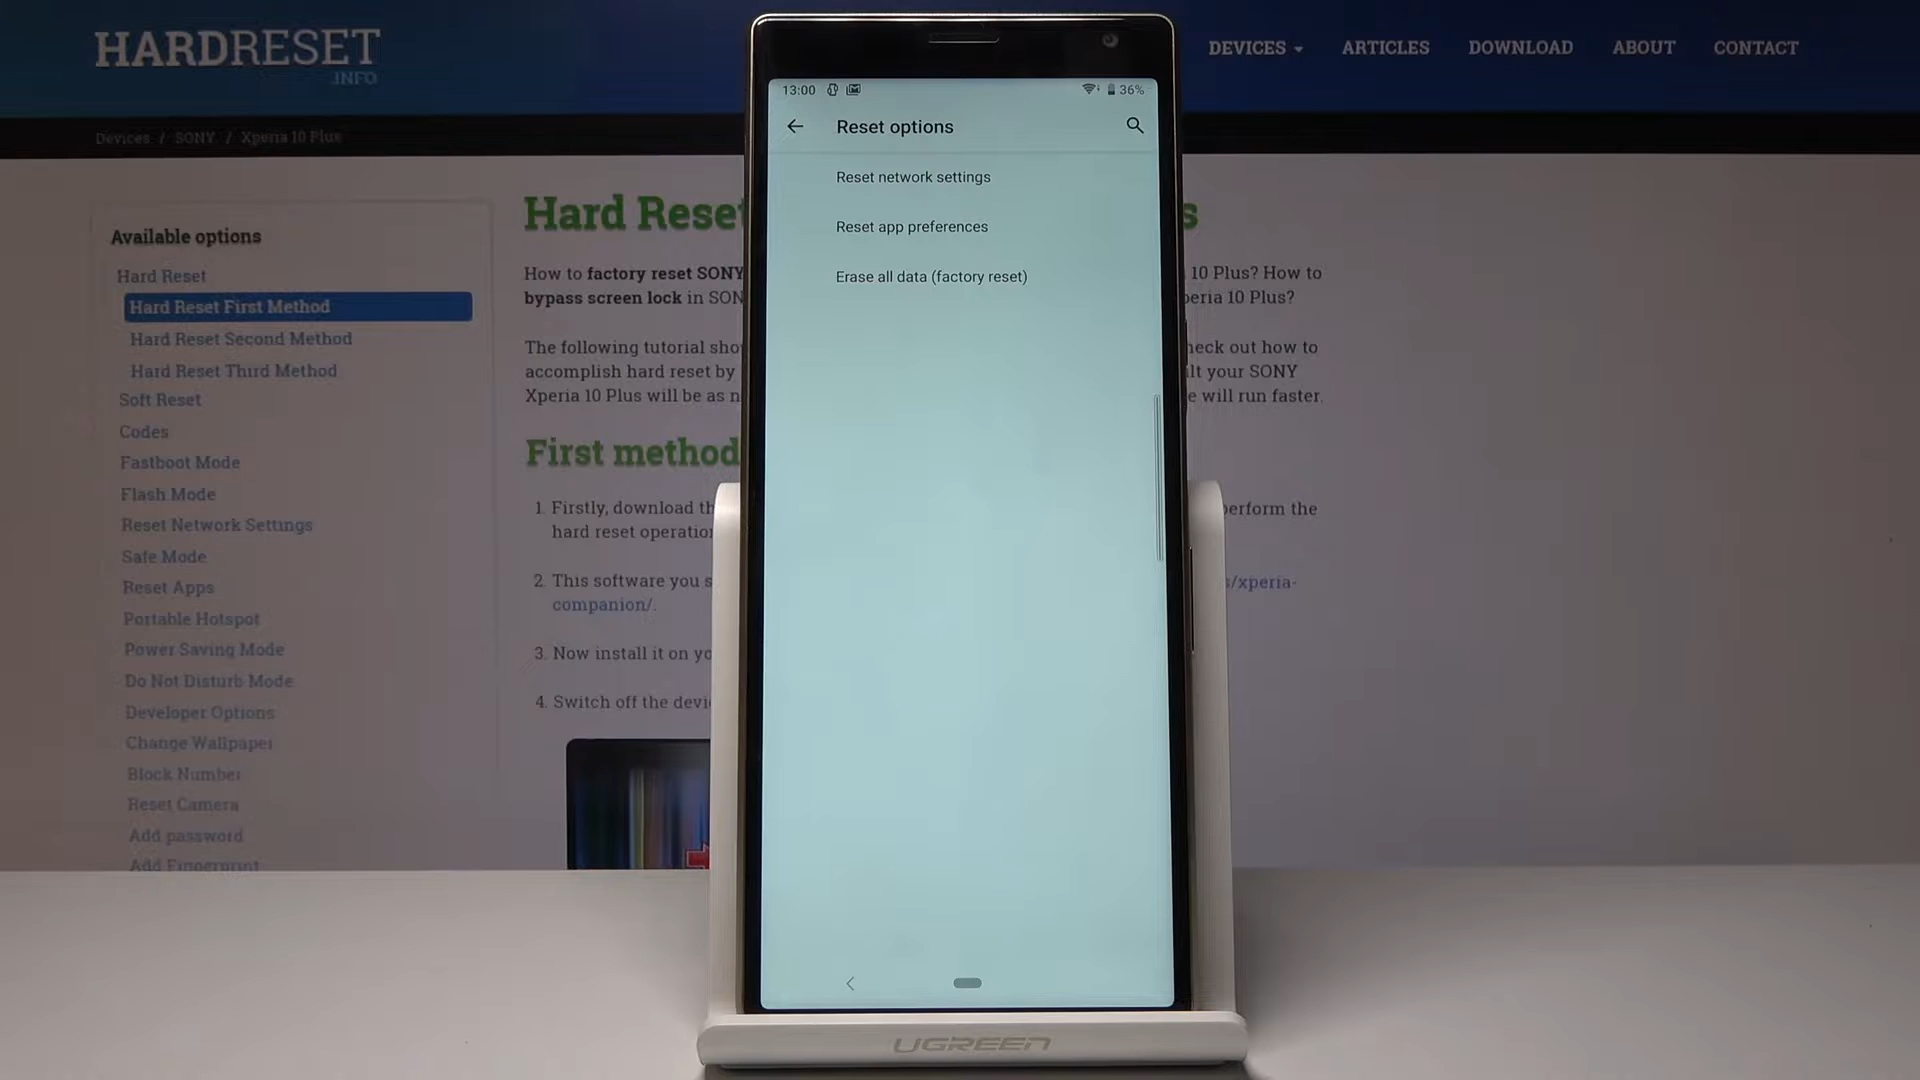 HARDRESET
.INFO
DEVICES
ARTICLES
DOWNLOAD
ABOUT
CONTACT
Devices / SONY / Xperia 10 Plus
Available options
Hard Reset
Hard Reset First Method
Hard Reset Second Method
Hard Reset Third Method
Soft Reset
Codes
Fastboot Mode
Flash Mode
Reset Network Settings
Safe Mode
Reset Apps
Portable Hotspot
Power Saving Mode
Do Not Disturb Mode
Developer Options
Change Wallpaper
Block Number
Reset Camera
Add password
Add Fingerprint
Hard Reset
s
How to factory reset SONY
10 Plus? How to
bypass screen lock in SON
peria 10 Plus?
The following tutorial sho
heck out how to
accomplish hard reset by
lt your SONY
Xperia 10 Plus will be as n
e will run faster.
First method
1. Firstly, download th
perform the
hard reset operation
2. This software you s
s/xperia-
companion/.
3. Now install it on yo
4. Switch off the devi
13:00
36%
Reset options
Reset network settings
Reset app preferences
Erase all data (factory reset)
UGREEN